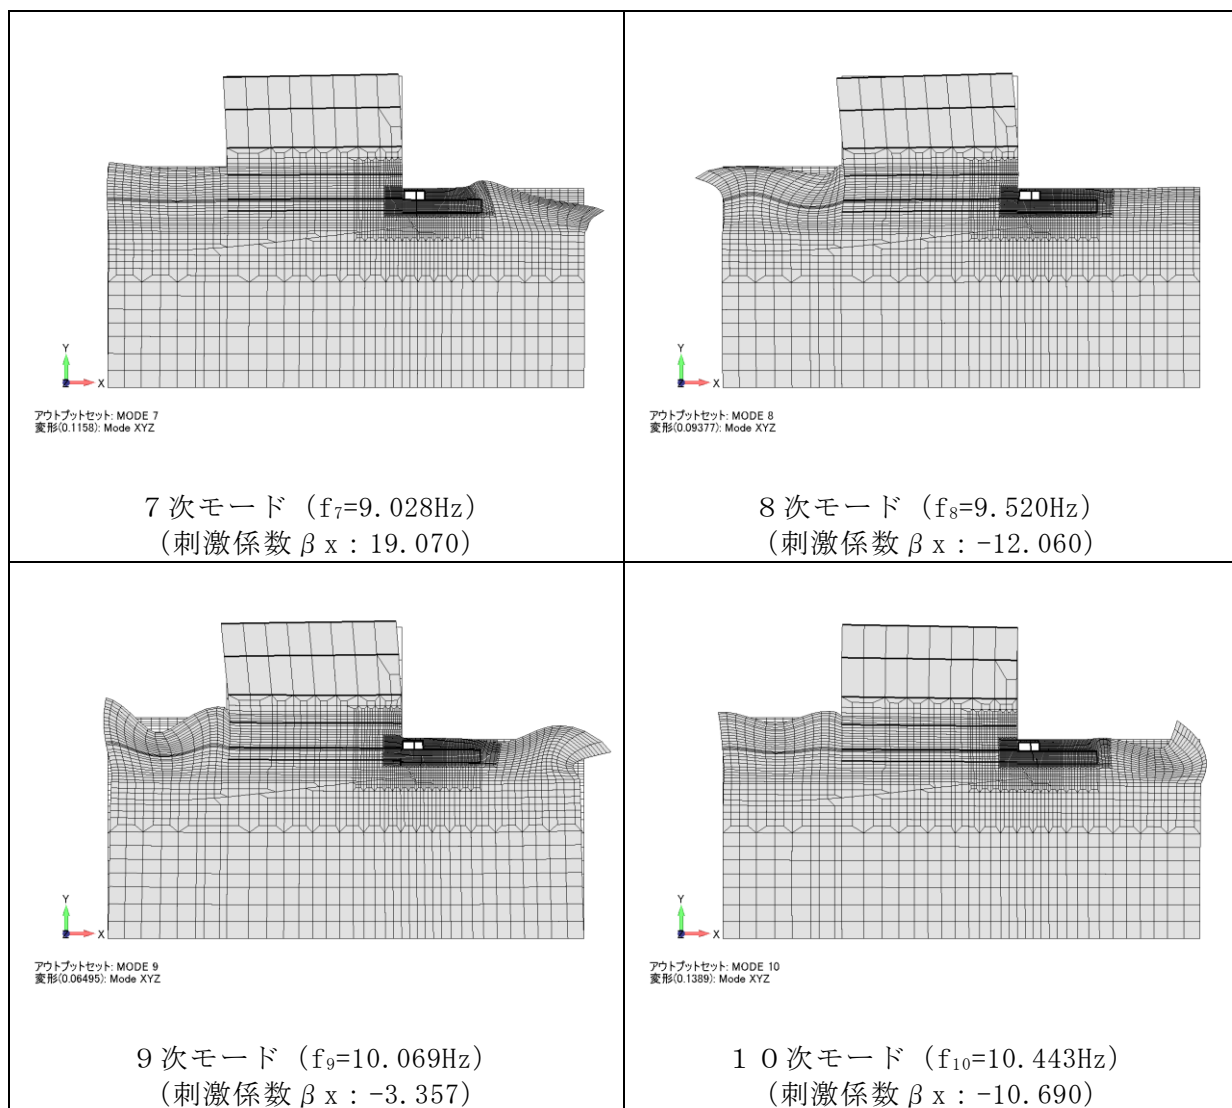 Y
X
アウトプットセット: MODE 7
変形(0.1158): Mode XYZ
7次モード (f₇=9.028Hz)
(刺激係数βx:19.070)
Y
X
アウトプットセット: MODE 8
変形(0.09377): Mode XYZ
8次モード (f₈=9.520Hz)
(刺激係数βx:-12.060)
Y
X
アウトプットセット: MODE 9
変形(0.06495): Mode XYZ
9次モード (f₉=10.069Hz)
(刺激係数βx:-3.357)
Y
X
アウトプットセット: MODE 10
変形(0.1389): Mode XYZ
10次モード (f₁₀=10.443Hz)
(刺激係数βx:-10.690)